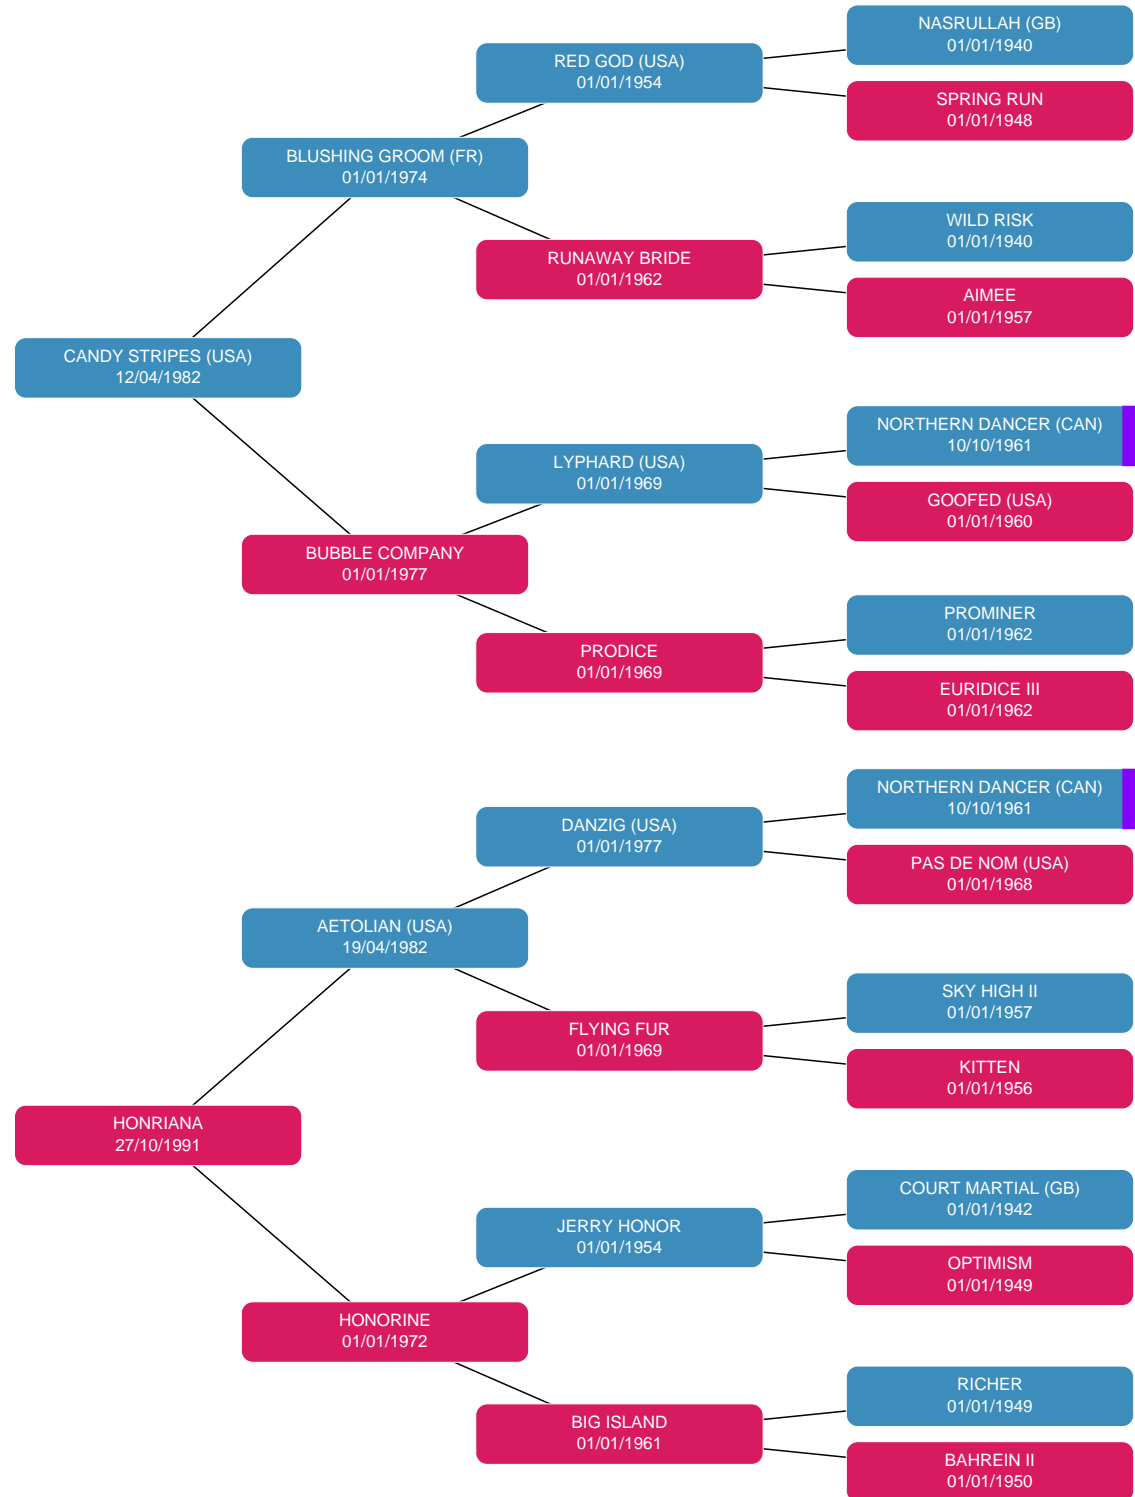 NASRULLAH (GB)
01/01/1940
RED GOD (USA)
01/01/1954
SPRING RUN
01/01/1948
BLUSHING GROOM (FR)
01/01/1974
WILD RISK
01/01/1940
RUNAWAY BRIDE
01/01/1962
AIMEE
01/01/1957
CANDY STRIPES (USA)
12/04/1982
NORTHERN DANCER (CAN)
10/10/1961
LYPHARD (USA)
01/01/1969
GOOFED (USA)
01/01/1960
BUBBLE COMPANY
01/01/1977
PROMINER
01/01/1962
PRODICE
01/01/1969
EURIDICE III
01/01/1962
NORTHERN DANCER (CAN)
10/10/1961
DANZIG (USA)
01/01/1977
PAS DE NOM (USA)
01/01/1968
AETOLIAN (USA)
19/04/1982
SKY HIGH II
01/01/1957
FLYING FUR
01/01/1969
KITTEN
01/01/1956
HONRIANA
27/10/1991
COURT MARTIAL (GB)
01/01/1942
JERRY HONOR
01/01/1954
OPTIMISM
01/01/1949
HONORINE
01/01/1972
RICHER
01/01/1949
BIG ISLAND
01/01/1961
BAHREIN II
01/01/1950